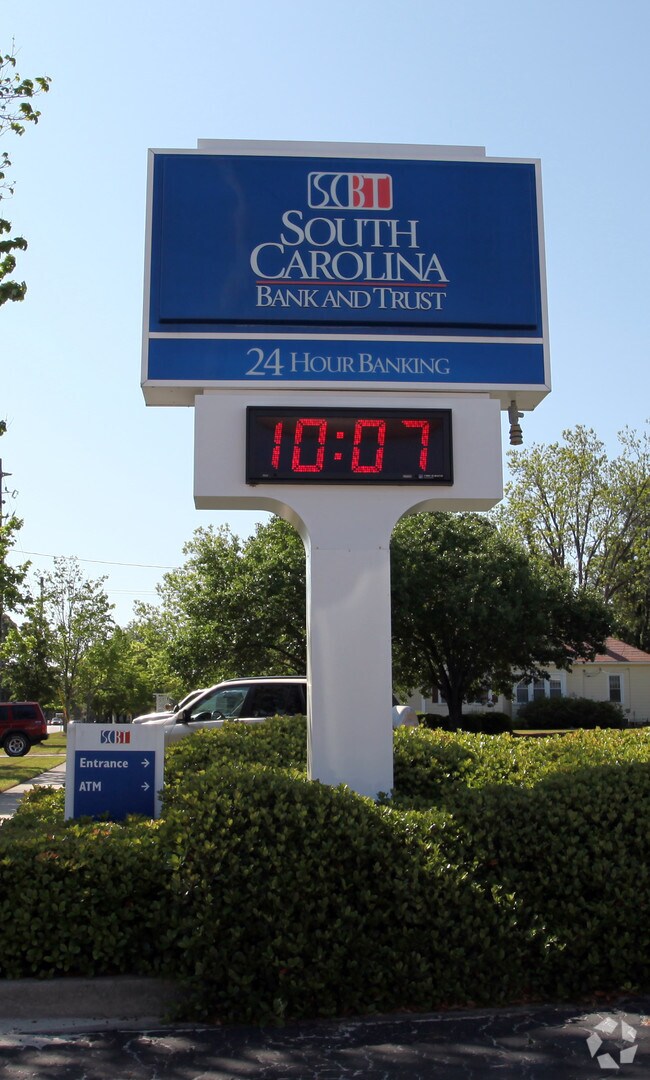 SCBT
SOUTH
CAROLINA
BANK AND TRUST
24 HOUR BANKING
10:07
SCBT
Entrance →
ATM →